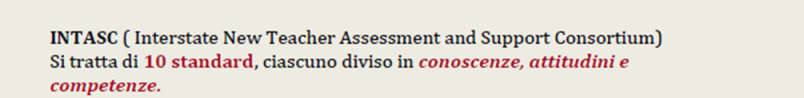 INTASC ( Interstate New Teacher Assessment and Support Consortium)
Si tratta di 10 standard, ciascuno diviso in conoscenze, attitudini e
competenze.